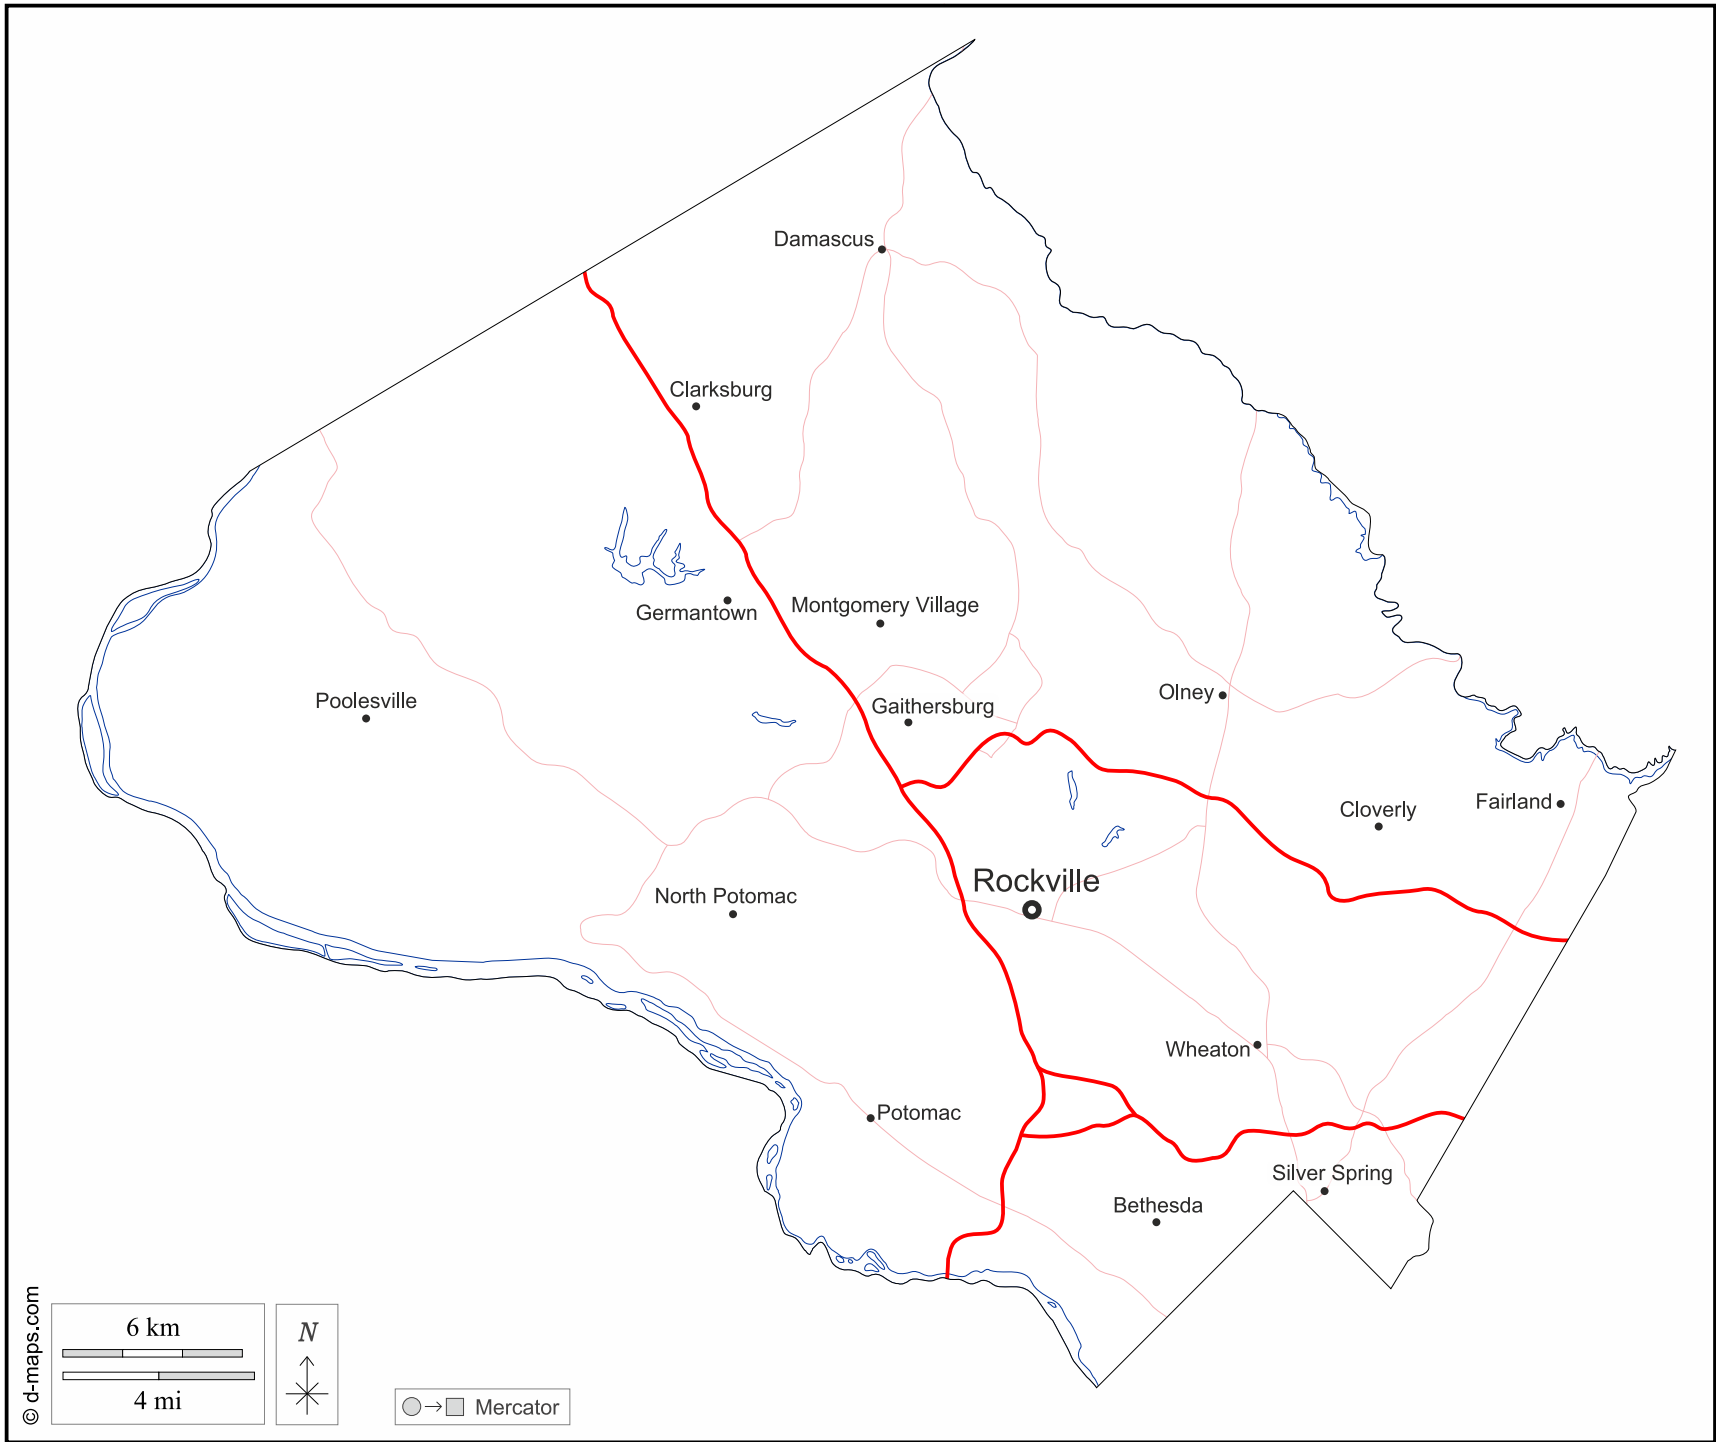 Damascus
Clarksburg
Germantown
Montgomery Village
Poolesville
Gaithersburg
Olney
Cloverly
Fairland
Rockville
North Potomac
Wheaton
Potomac
Silver Spring
Bethesda
© d-maps.com
6 km
4 mi
N
Mercator